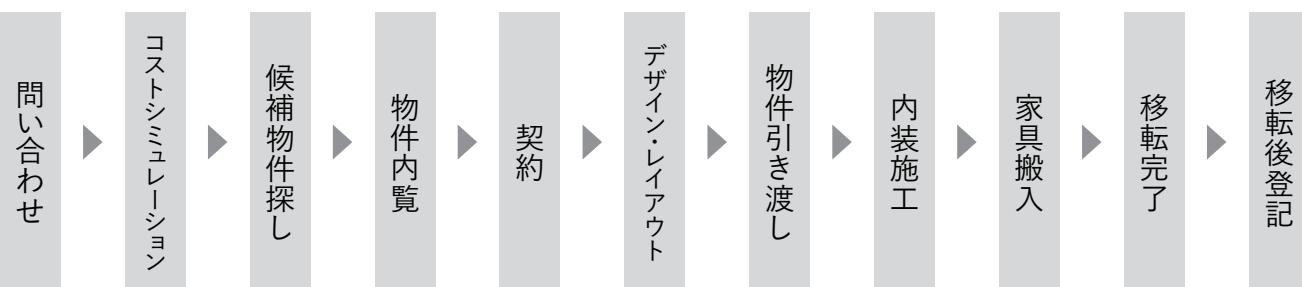 問い合わせ
コストシミュレーション
候補物件探し
物件内覧
契約
デザイン・レイアウト
物件引き渡し
内装施工
家具搬入
移転完了
移転後登記